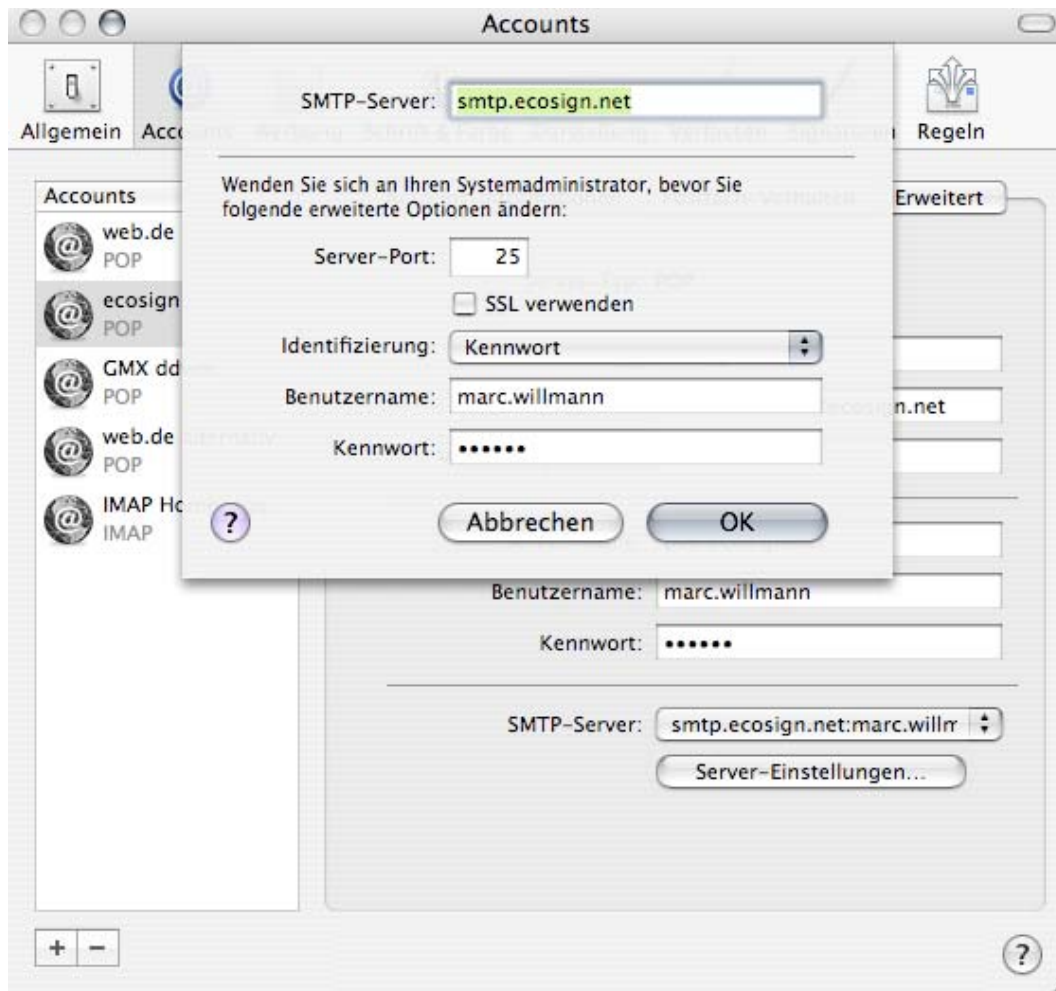 Accounts
Allgemein
Regeln
SMTP-Server: smtp.ecosign.net
Wenden Sie sich an Ihren Systemadministrator, bevor Sie
folgende erweiterte Optionen ändern:
Server-Port: 25
SSL verwenden
Identifizierung: Kennwort
Benutzername: marc.willmann
Kennwort: ••••••
? Abbrechen OK
Accounts
web.de
POP
ecosign
POP
GMX dd
POP
web.de
POP
IMAP Ho
IMAP
Erweitert
n.net
Benutzername: marc.willmann
Kennwort: ••••••
SMTP-Server: smtp.ecosign.net:marc.willm
Server-Einstellungen...
+ −
?